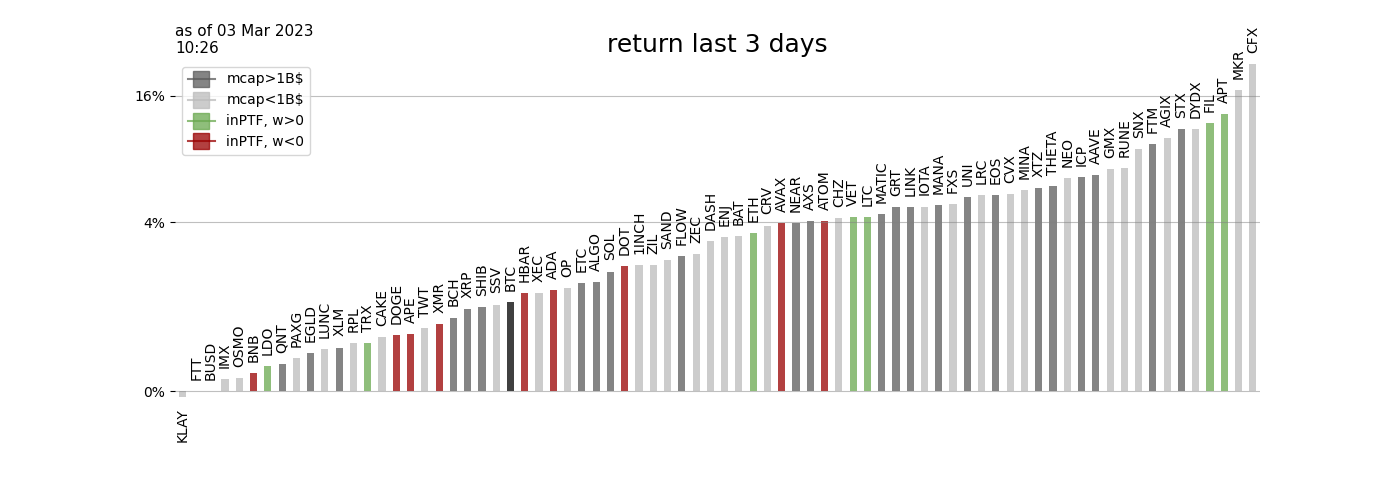 as of 03 Mar 2023
10:26
return last 3 days
mcap>1B$
mcap<1B$
inPTF, w>0
inPTF, w<0
16%
4%
0%
KLAY
FTT
BUSD
IMX
OSMO
BNB
LDO
QNT
PAXG
EGLD
LUNC
XLM
RPL
TRX
CAKE
DOGE
APE
TWT
XMR
BCH
XRP
SHIB
SSV
BTC
HBAR
XEC
ADA
OP
ETC
ALGO
SOL
DOT
1INCH
ZIL
SAND
FLOW
ZEC
DASH
ENJ
BAT
ETH
CRV
AVAX
NEAR
AXS
ATOM
CHZ
VET
LTC
MATIC
GRT
LINK
IOTA
MANA
FXS
UNI
LRC
EOS
CVX
MINA
XTZ
THETA
NEO
ICP
AAVE
GMX
RUNE
SNX
FTM
AGIX
STX
DYDX
FIL
APT
MKR
CFX